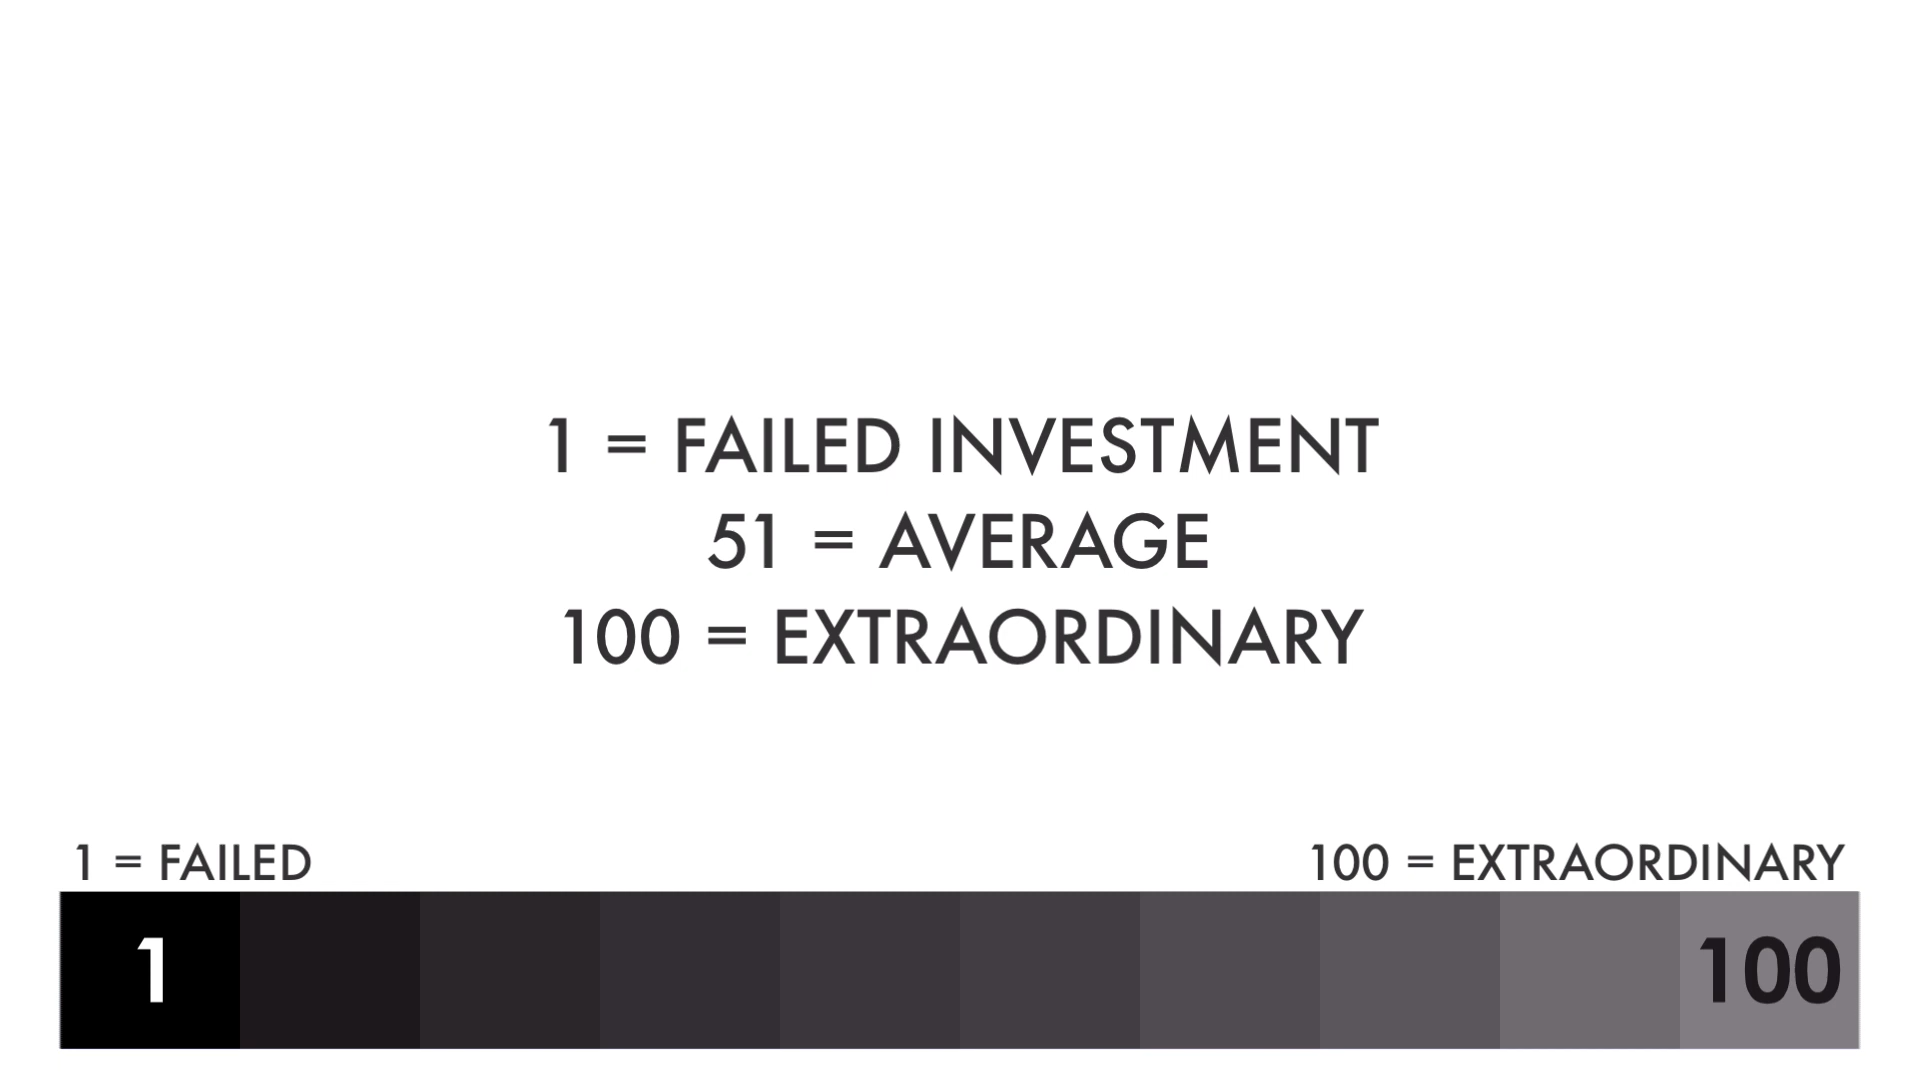 1 = FAILED INVESTMENT
51 = AVERAGE
100 = EXTRAORDINARY
1 = FAILED
100 = EXTRAORDINARY
1
100